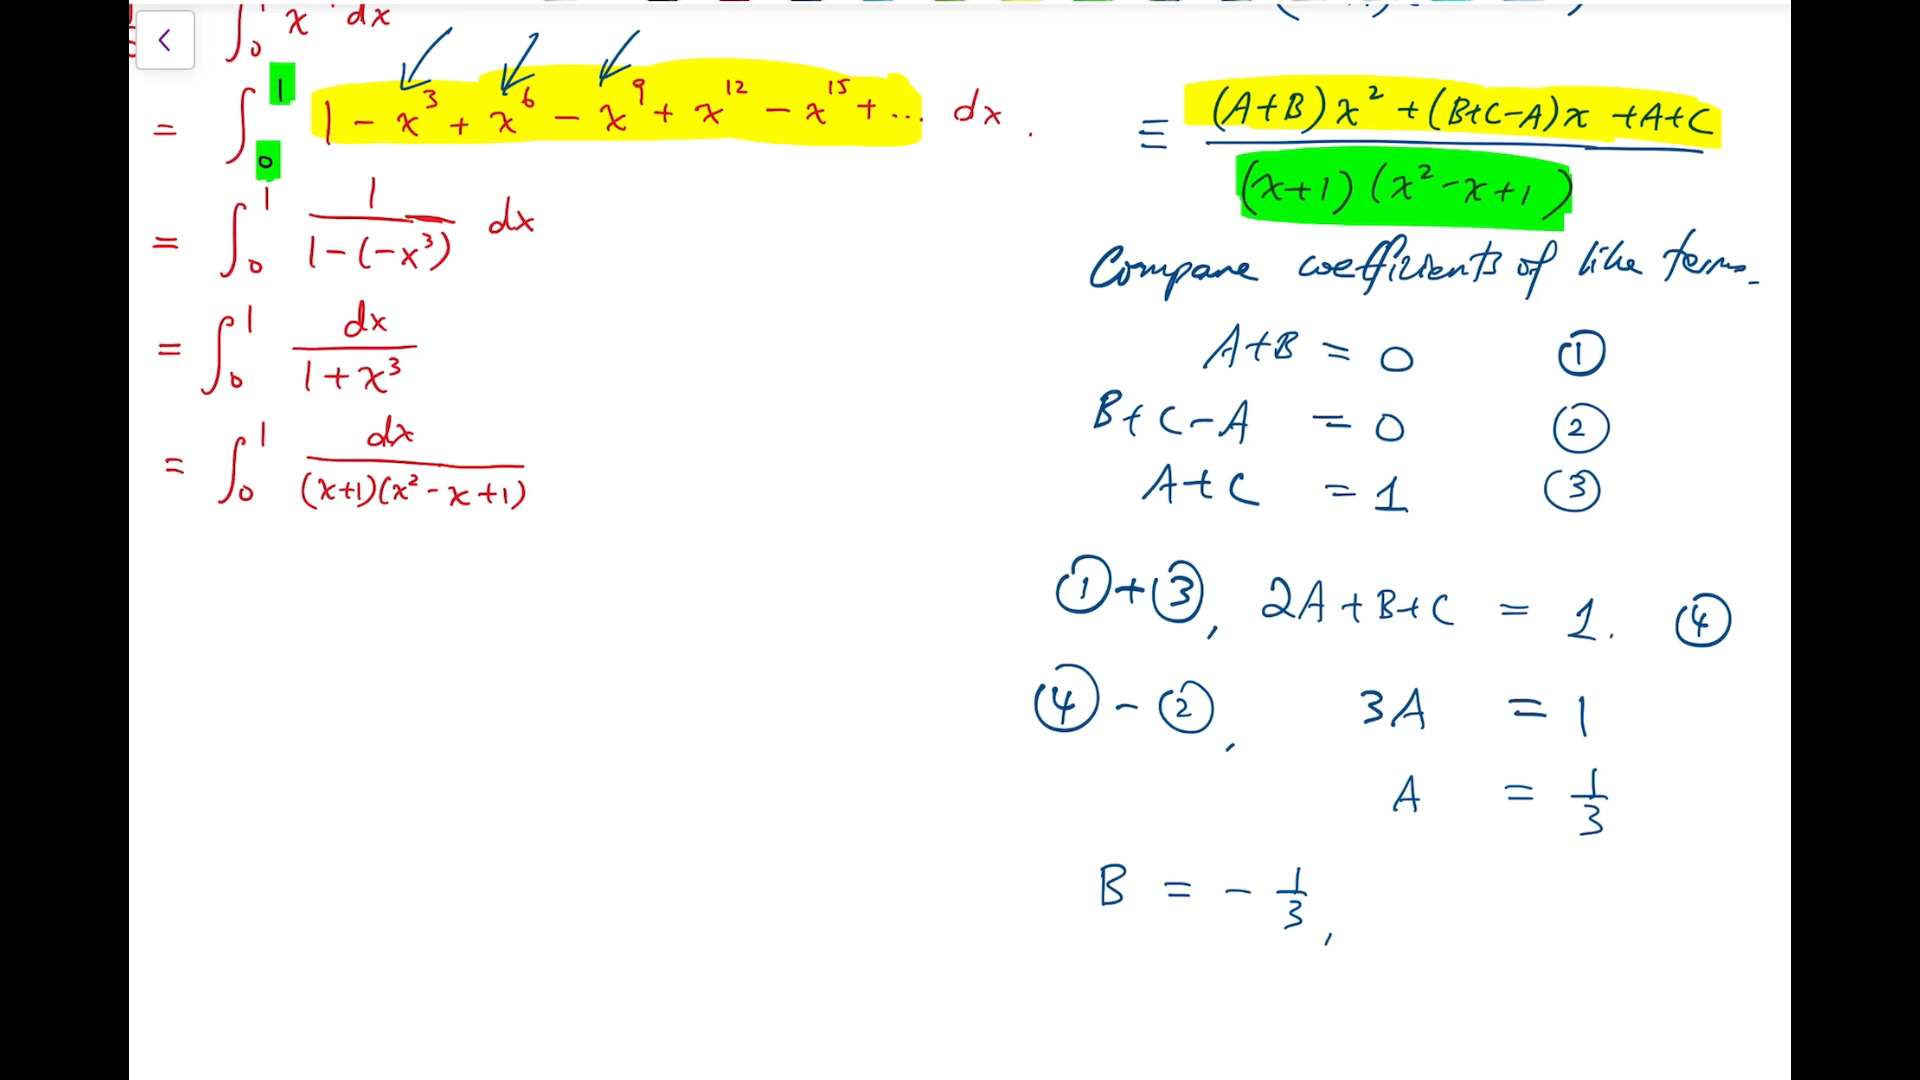 ∫₀¹ x dx
= ∫₀¹ 1 - x³ + x⁶ - x⁹ + x¹² - x¹⁵ + ... dx .
= ∫₀¹ 1/(1-(-x³)) dx
= ∫₀¹ dx/(1+x³)
= ∫₀¹ dx/((x+1)(x²-x+1))
≡ ((A+B)x² + (B+C-A)x + A+C)/((x+1)(x²-x+1))
Compare coefficients of like terms.
A+B = 0 ①
B+C-A = 0 ②
A+C = 1 ③
①+③, 2A+B+C = 1. ④
④-②, 3A = 1
A = 1/3
B = -1/3,